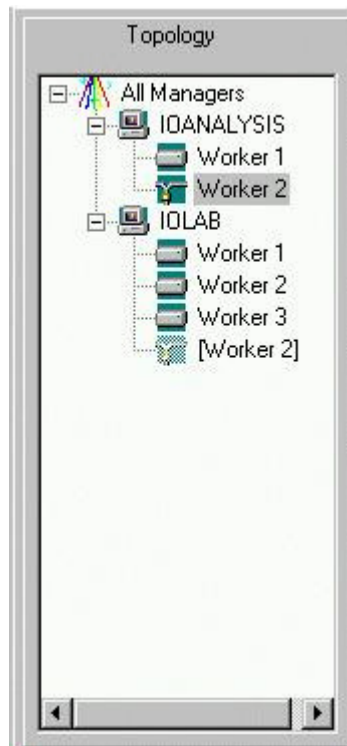 Topology
All Managers
IOANALYSIS
Worker 1
Worker 2
IOLAB
Worker 1
Worker 2
Worker 3
[Worker 2]